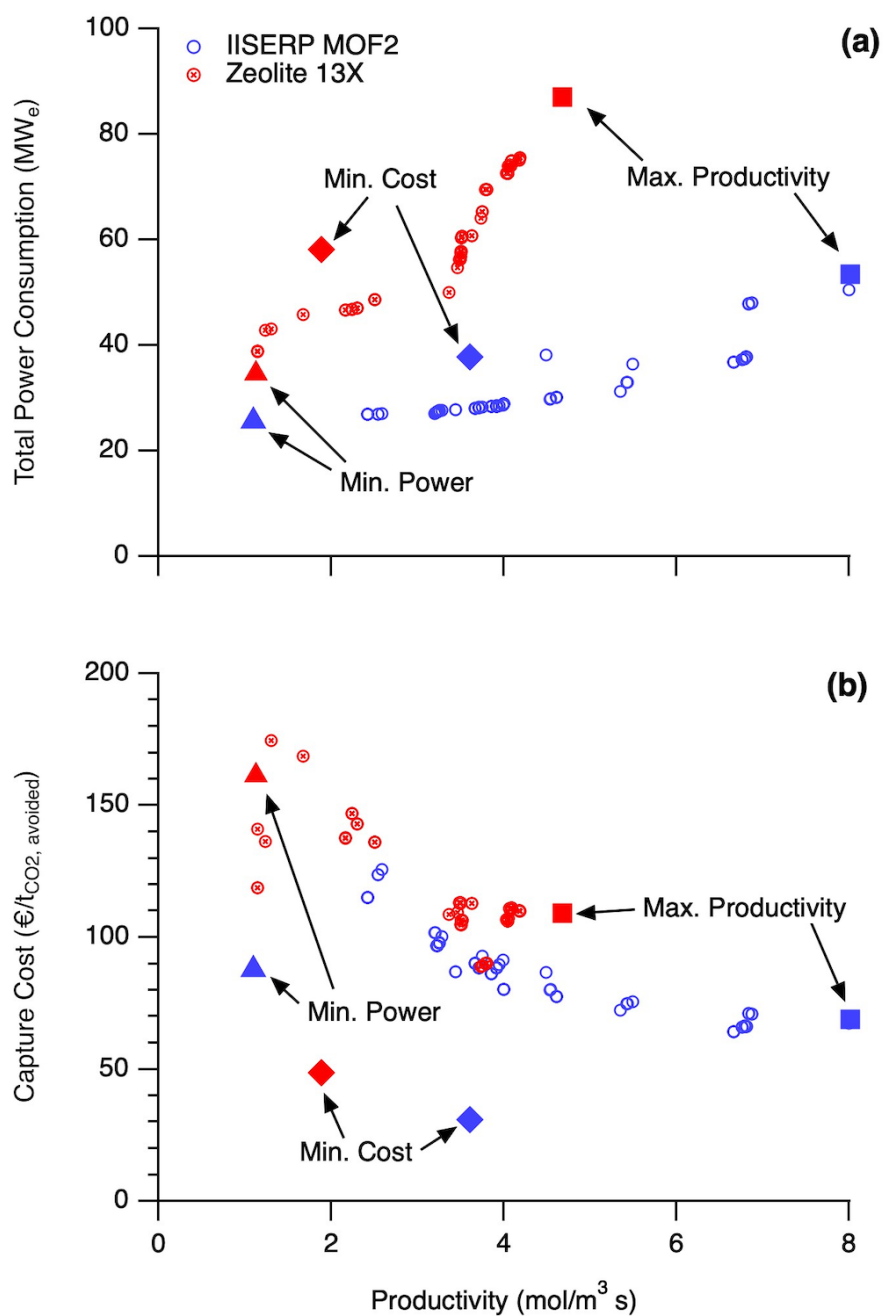 100
(a)
IISERP MOF2
Zeolite 13X
80
Min. Cost
Max. Productivity
60
40
20
Min. Power
0
Total Power Consumption (MWe)
200
(b)
150
100
Max. Productivity
Min. Power
50
Min. Cost
0
Capture Cost (€/tCO2, avoided)
0 2 4 6 8
Productivity (mol/m³ s)